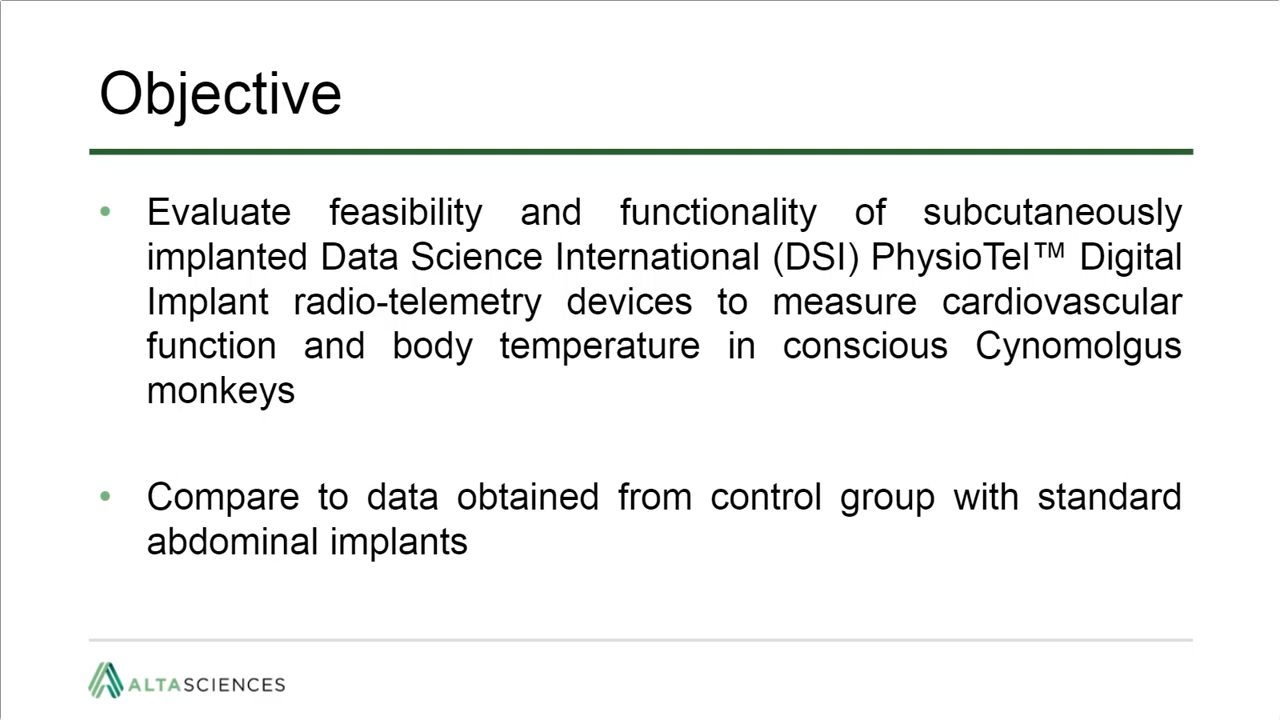 Objective
• Evaluate feasibility and functionality of subcutaneously
implanted Data Science International (DSI) PhysioTel™ Digital
Implant radio-telemetry devices to measure cardiovascular
function and body temperature in conscious Cynomolgus
monkeys
• Compare to data obtained from control group with standard
abdominal implants
ALTASCIENCES